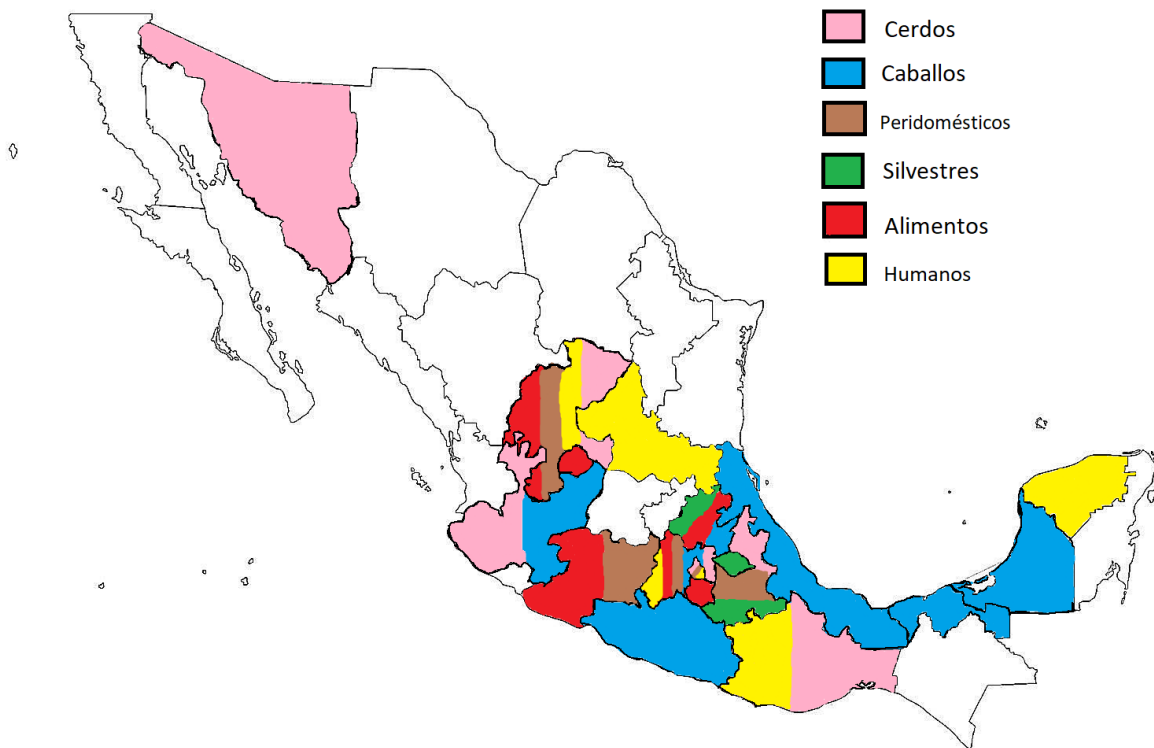 Cerdos
Caballos
Peridomésticos
Silvestres
Alimentos
Humanos